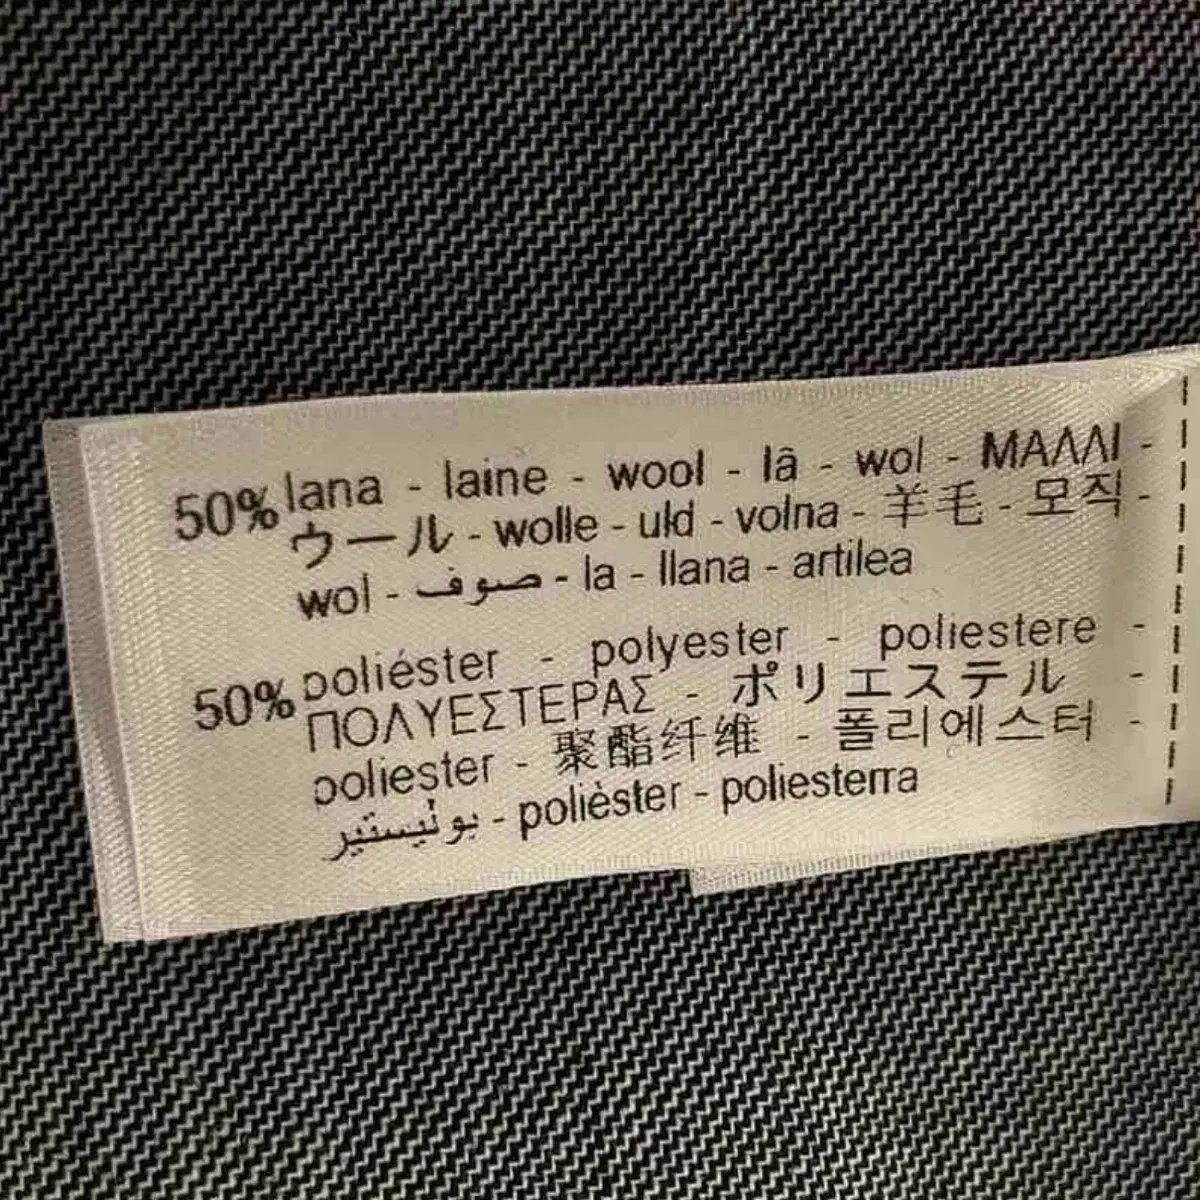 50% lana - laine - wool - lã - wol - ΜΑΛΛΙ -
ウール - wolle - uld - volna - 羊毛 - 모직 -
wol - صوف - la - llana - artilea
50% poliéster - polyester - poliestere -
ΠΟΛΥΕΣΤΕΡΑΣ - ポリエステル -
poliester - 聚酯纤维 - 폴리에스터 -
بوليستير - polièster - poliesterra